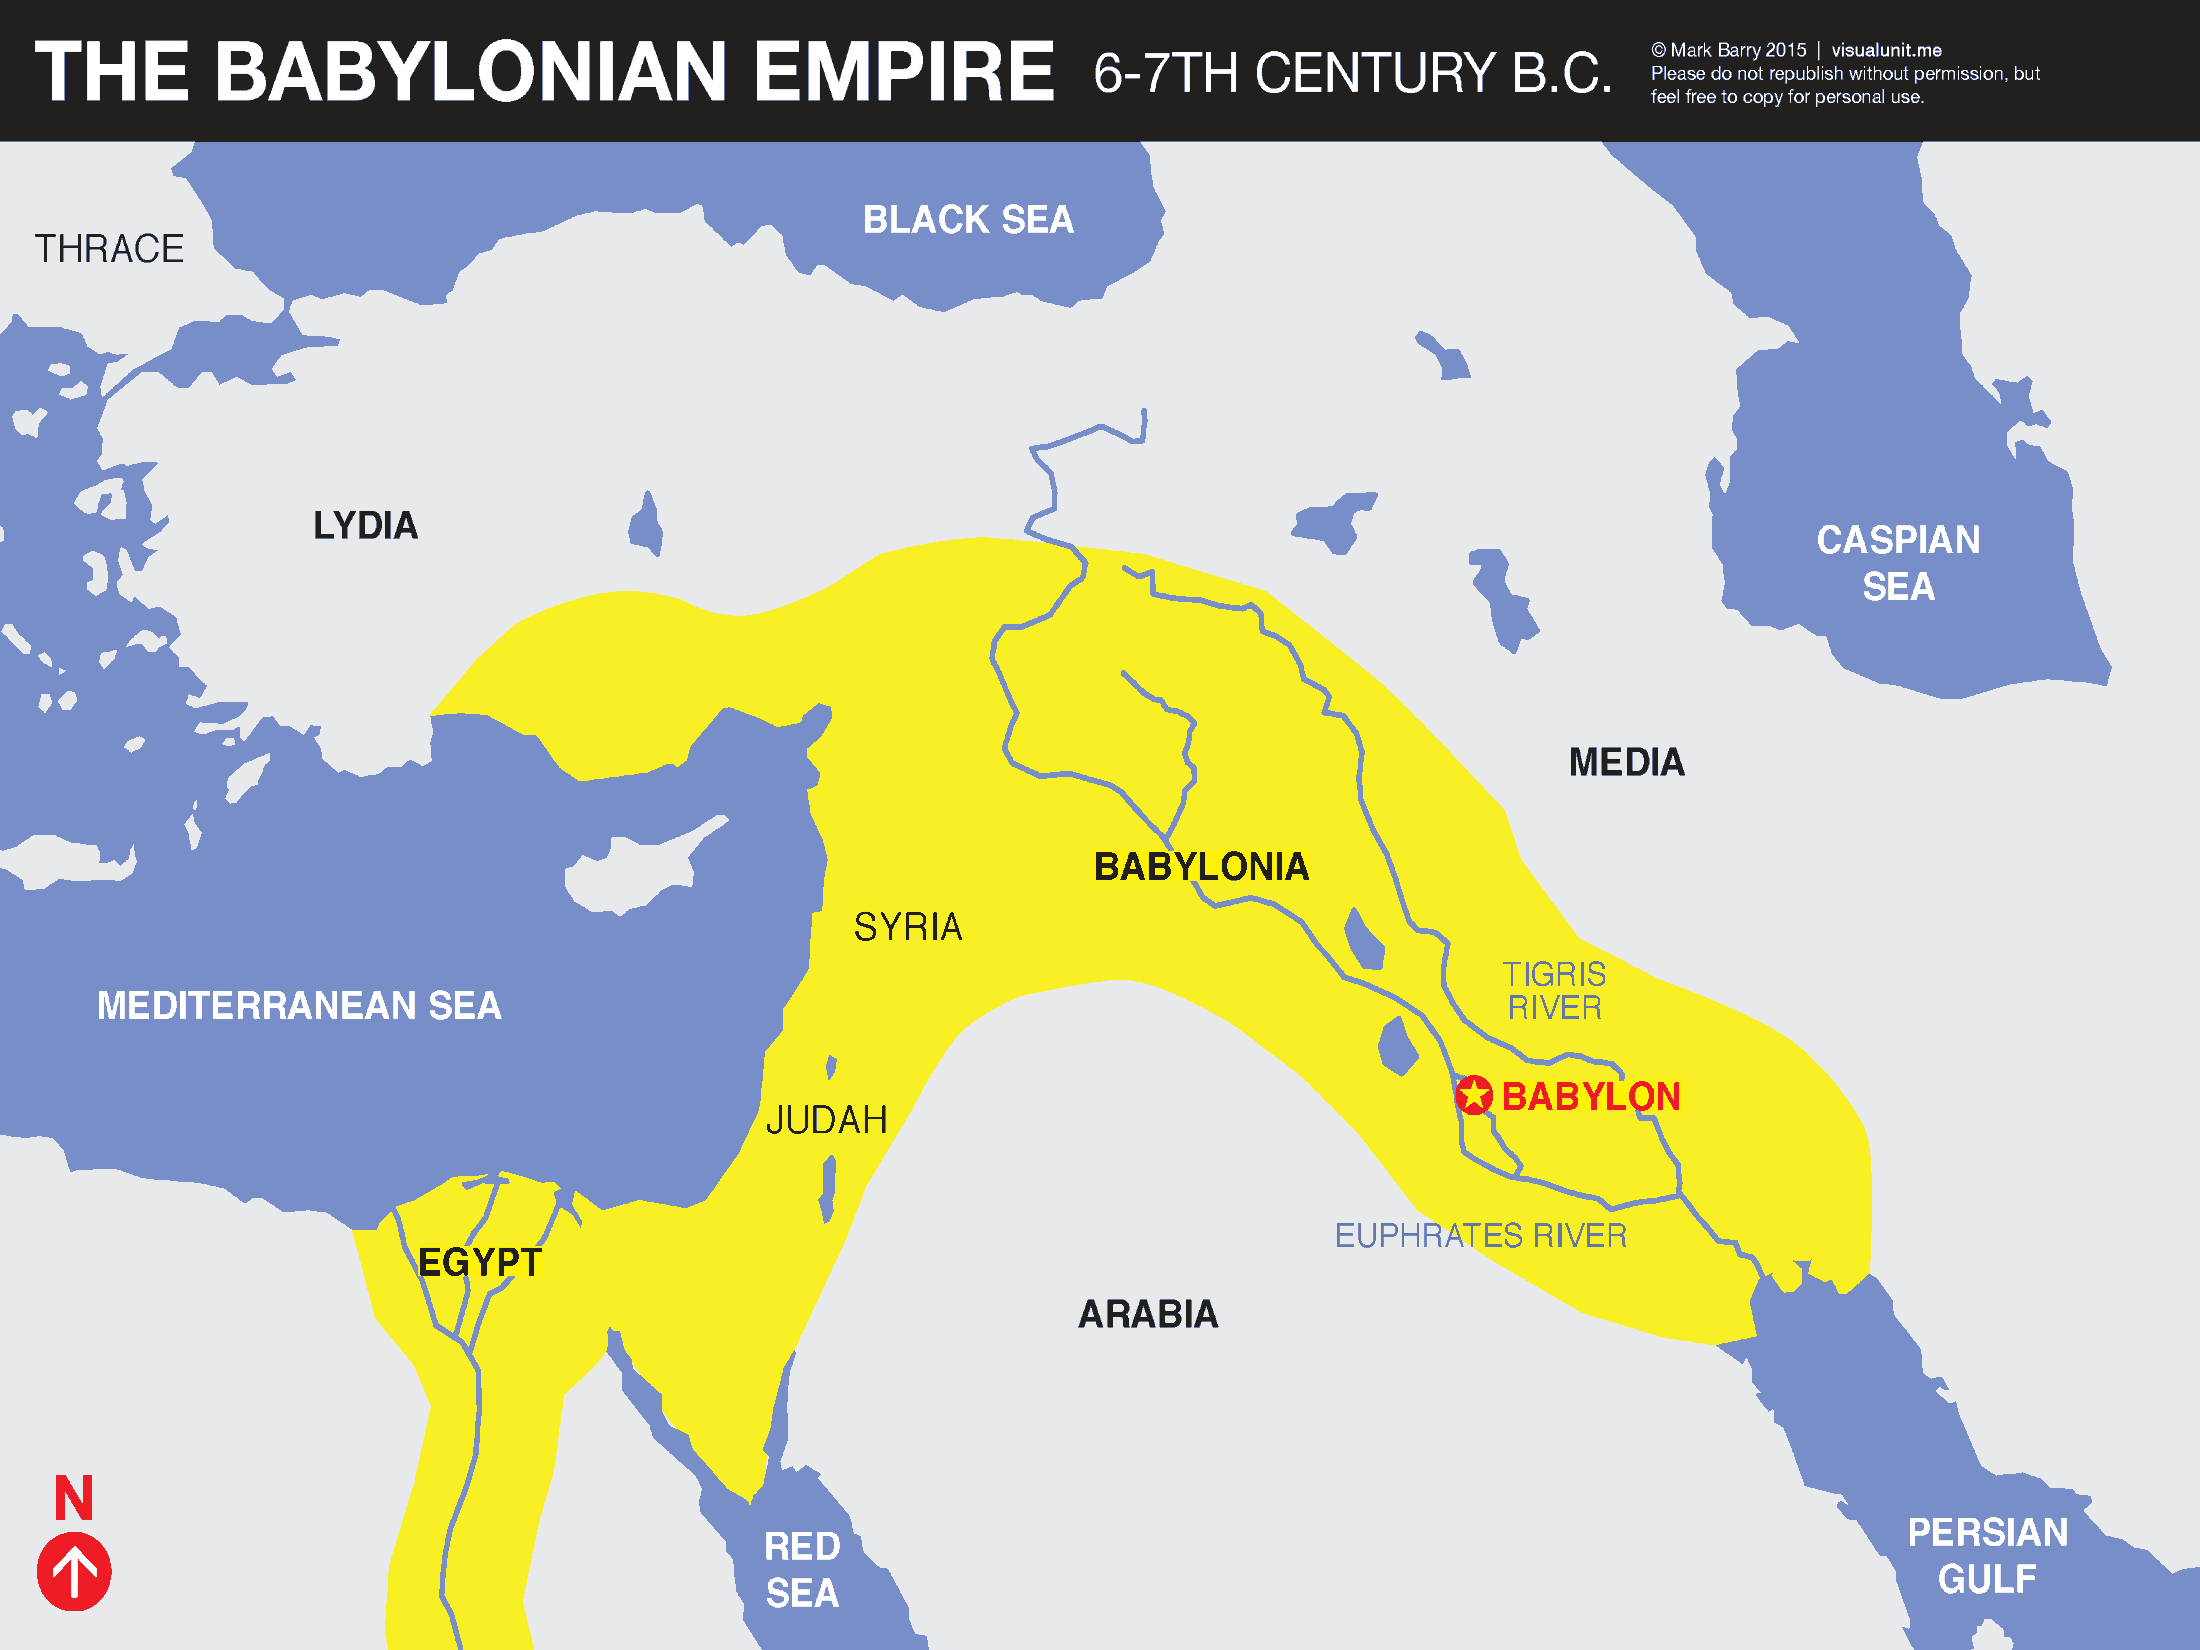 THE BABYLONIAN EMPIRE 6-7TH CENTURY B.C.
© Mark Barry 2015 | visualunit.me
Please do not republish without permission, but
feel free to copy for personal use.
BLACK SEA
THRACE
LYDIA
CASPIAN
SEA
MEDIA
BABYLONIA
SYRIA
TIGRIS
RIVER
MEDITERRANEAN SEA
BABYLON
JUDAH
EUPHRATES RIVER
EGYPT
ARABIA
N
RED
SEA
PERSIAN
GULF